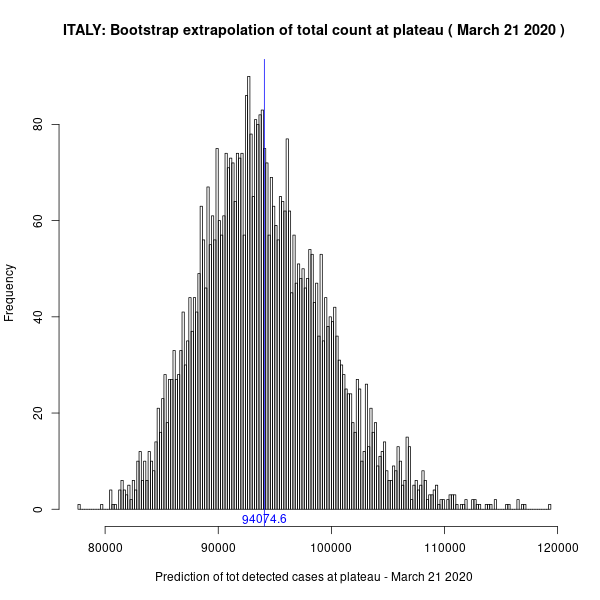 ITALY: Bootstrap extrapolation of total count at plateau ( March 21 2020 )
Frequency
80
60
40
20
0
94074.6
80000 90000 100000 110000 120000
Prediction of tot detected cases at plateau - March 21 2020